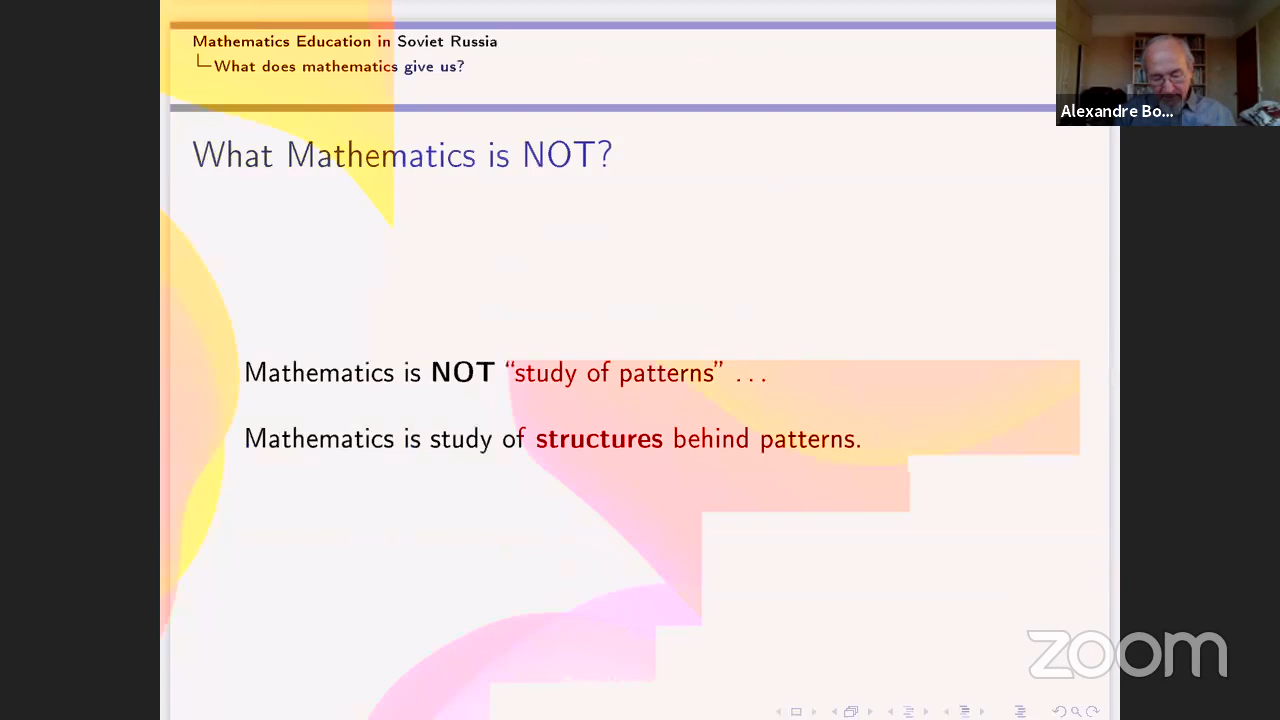 Mathematics Education in Soviet Russia
What does mathematics give us?
Alexandre Bo...
What Mathematics is NOT?
Mathematics is NOT “study of patterns” . . .
Mathematics is study of structures behind patterns.
zoom